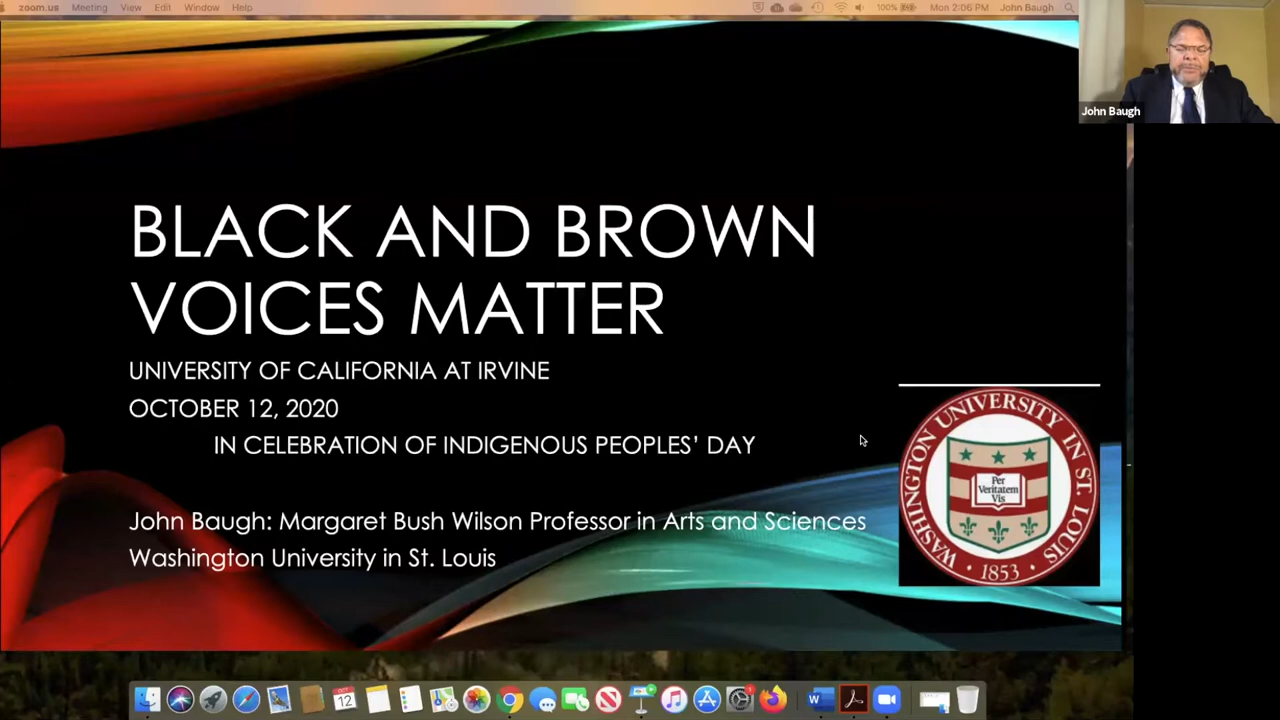 zoom.us Meeting View Edit Window Help 100% Mon 2:06 PM John Baugh
John Baugh
BLACK AND BROWN
VOICES MATTER
UNIVERSITY OF CALIFORNIA AT IRVINE
OCTOBER 12, 2020
IN CELEBRATION OF INDIGENOUS PEOPLES’ DAY
John Baugh: Margaret Bush Wilson Professor in Arts and Sciences
Washington University in St. Louis
WASHINGTON UNIVERSITY IN ST. LOUIS
Per
Veritatem
Vis
· 1853 ·
OCT
12